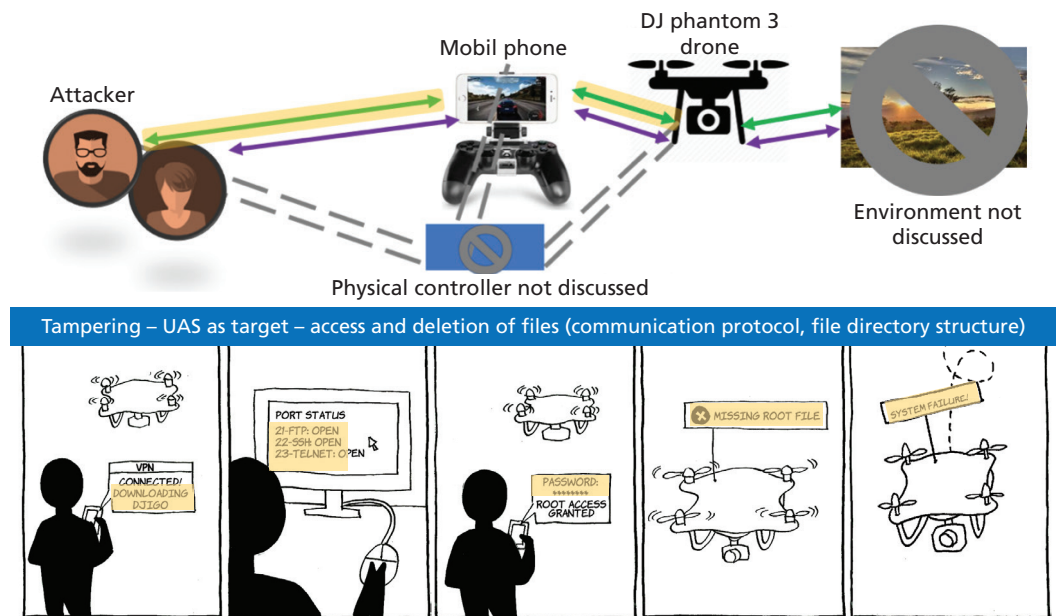 DJ phantom 3
drone
Mobil phone
Attacker
Environment not
discussed
Physical controller not discussed
Tampering – UAS as target – access and deletion of files (communication protocol, file directory structure)
VPN
CONNECTED!
DOWNLOADING
DJIGO
PORT STATUS
21-FTP: OPEN
22-SSH: OPEN
23-TELNET: OPEN
PASSWORD:
********
ROOT ACCESS
GRANTED
MISSING ROOT FILE
SYSTEM FAILURE!